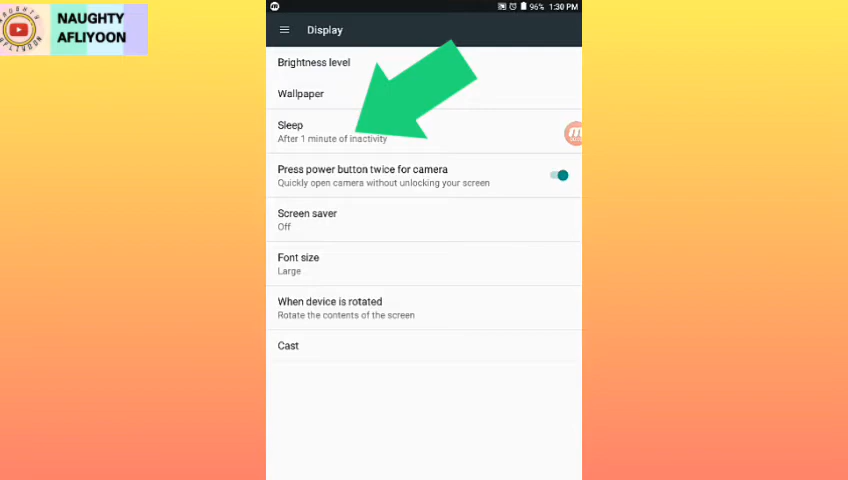 NAUGHTY
AFLIYOON
96% 1:30 PM
Display
Brightness level
Wallpaper
Sleep
After 1 minute of inactivity
Press power button twice for camera
Quickly open camera without unlocking your screen
Screen saver
Off
Font size
Large
When device is rotated
Rotate the contents of the screen
Cast